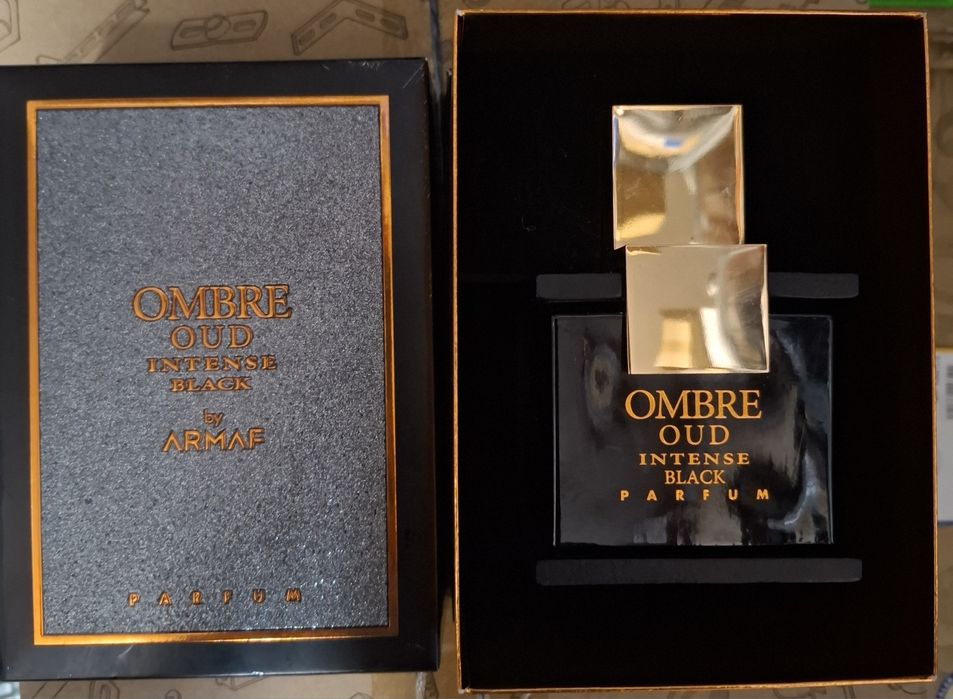 OMBRE
OUD
INTENSE
BLACK
by
ARMAF
PARFUM
OMBRE
OUD
INTENSE
BLACK
PARFUM